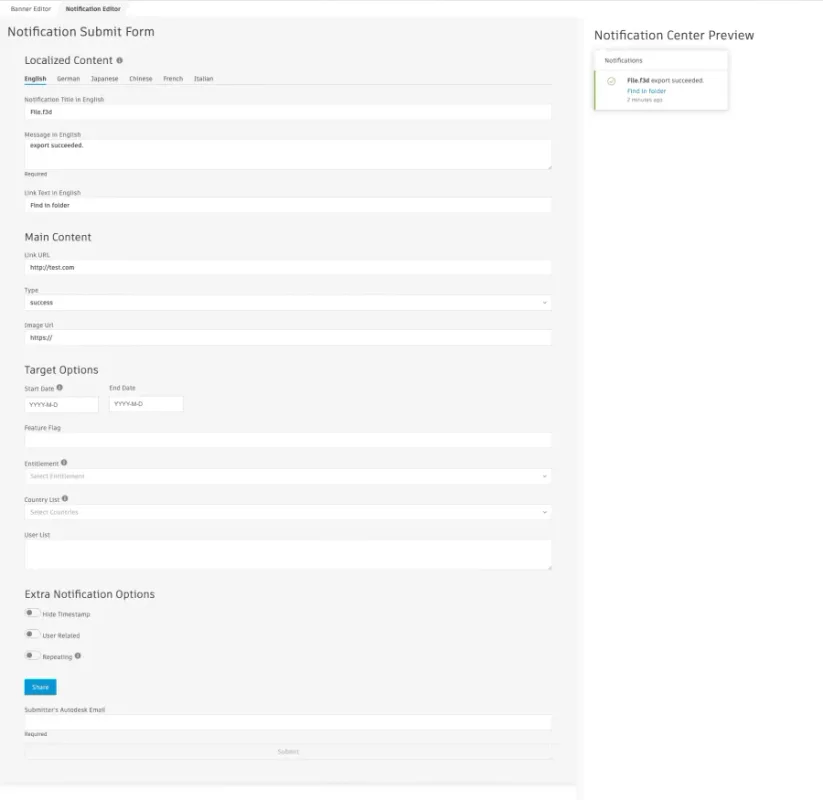 Banner Editor
Notification Editor
Notification Submit Form
Localized Content
English German Japanese Chinese French Italian
Notification Title in English
File.f3d
Message in English
export succeeded.
Required
Link Text in English
Find in folder
Main Content
Link URL
http://test.com
Type
success
Image Url
https://
Target Options
Start Date
End Date
YYYY-M-D
YYYY-M-D
Feature Flag
Enntilement
Select Entitlement
Country List
Select Countries
User List
Extra Notification Options
Hide Timestamp
User Related
Repeating
Share
Submitter's Autodesk Email
Required
Submit
Notification Center Preview
Notifications
File.f3d export succeeded.
Find in folder
2 minutes ago